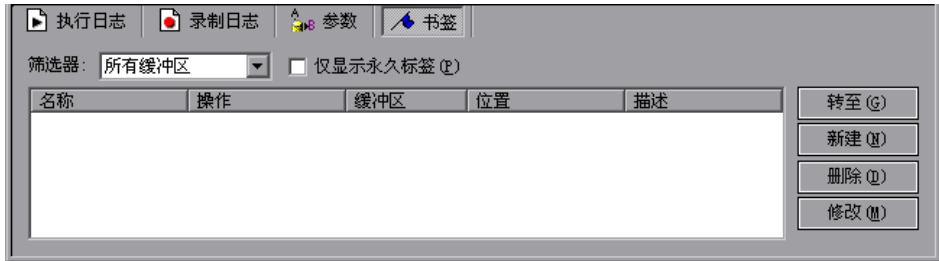 执行日志 录制日志 A B 参数 书签
筛选器: 所有缓冲区 仅显示永久标签(P)
名称 操作 缓冲区 位置 描述
转至(G)
新建(N)
删除(D)
修改(M)